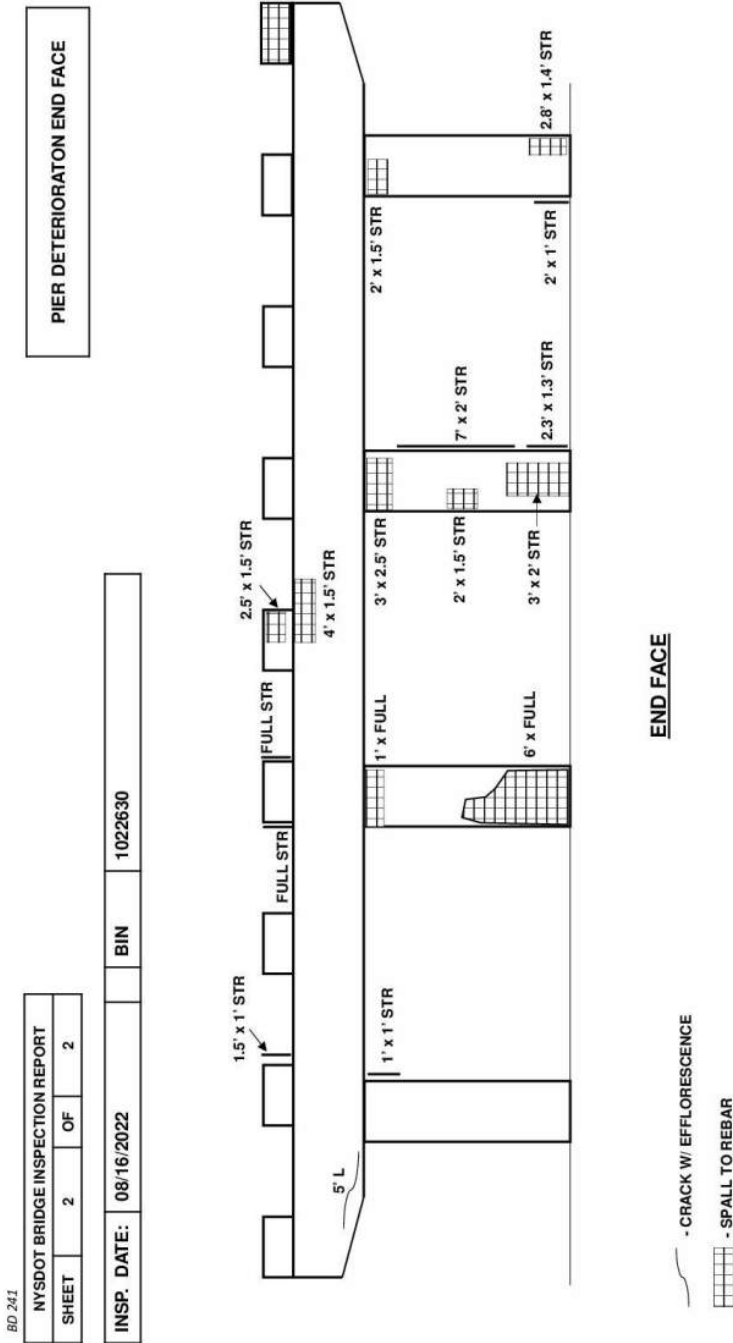 BD 241
NYSDOT BRIDGE INSPECTION REPORT
SHEET 2 OF 2
INSP. DATE: 08/16/2022 BIN 1022630
PIER DETERIORATON END FACE
1.5' x 1' STR
FULL STR
FULL STR
2.5' x 1.5' STR
4' x 1.5' STR
5' L
1' x 1' STR
1' x FULL
6' x FULL
3' x 2.5' STR
2' x 1.5' STR
3' x 2' STR
7' x 2' STR
2.3' x 1.3' STR
2' x 1.5' STR
2' x 1' STR
2.8' x 1.4' STR
END FACE
- CRACK W/ EFFLORESCENCE
- SPALL TO REBAR